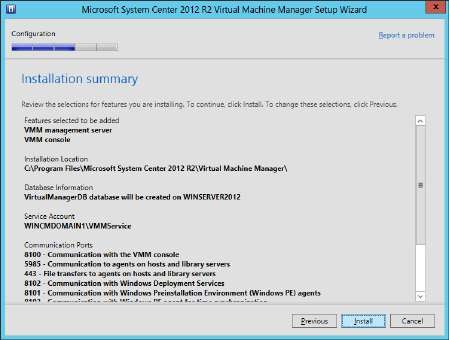 Microsoft System Center 2012 R2 Virtual Machine Manager Setup Wizard
Configuration
Report a problem
Installation summary
Review the selections for features you are installing. To continue, click Install. To change these selections, click Previous.
Features selected to be added
VMM management server
VMM console
Installation Location
C:\Program Files\Microsoft System Center 2012 R2\Virtual Machine Manager\
Database Information
VirtualManagerDB database will be created on WINSERVER2012
Service Account
WINCMDOMAIN1\VMMService
Communication Ports
8100 - Communication with the VMM console
5985 - Communication to agents on hosts and library servers
443 - File transfers to agents on hosts and library servers
8102 - Communication with Windows Deployment Services
8101 - Communication with Windows Preinstallation Environment (Windows PE) agents
Previous
Install
Cancel